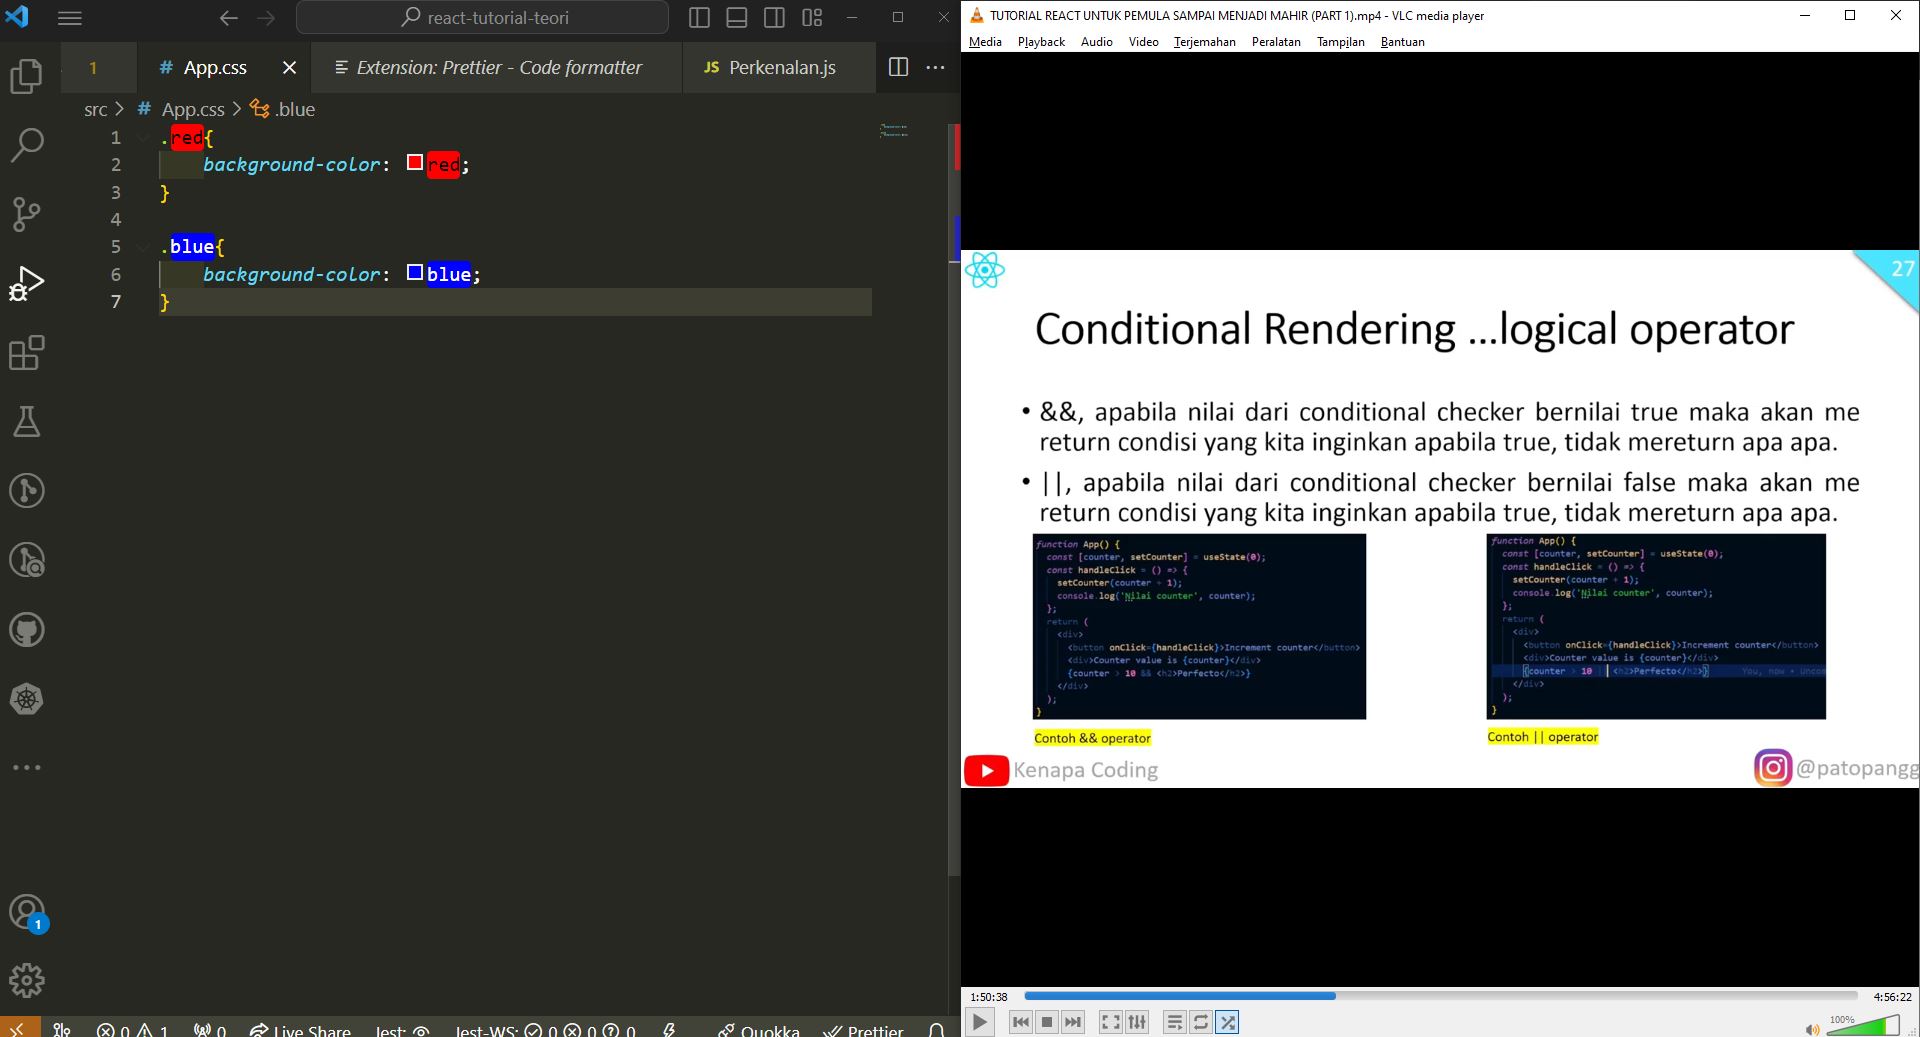 react-tutorial-teori
1
# App.css
Extension: Prettier - Code formatter
JS Perkenalan.js
src > # App.css > .blue
1 .red{
2 background-color: red;
3 }
4
5 .blue{
6 background-color: blue;
7 }
1
0 1 0 Live Share Jest: Jest-WS: 0 0 0 Quokka Prettier
TUTORIAL REACT UNTUK PEMULA SAMPAI MENJADI MAHIR (PART 1).mp4 - VLC media player
Media Playback Audio Video Terjemahan Peralatan Tampilan Bantuan
27
Conditional Rendering ...logical operator
• &&, apabila nilai dari conditional checker bernilai true maka akan me
return condisi yang kita inginkan apabila true, tidak mereturn apa apa.
• ||, apabila nilai dari conditional checker bernilai false maka akan me
return condisi yang kita inginkan apabila true, tidak mereturn apa apa.
function App() {
const [counter, setCounter] = useState(0);
const handleClick = () => {
setCounter(counter + 1);
console.log('Nilai counter', counter);
};
return (
<div>
<button onClick={handleClick}>Increment counter</button>
<div>Counter value is {counter}</div>
{counter > 10 && <h2>Perfecto</h2>}
</div>
);
}
Contoh && operator
function App() {
const [counter, setCounter] = useState(0);
const handleClick = () => {
setCounter(counter + 1);
console.log('Nilai counter', counter);
};
return (
<div>
<button onClick={handleClick}>Increment counter</button>
<div>Counter value is {counter}</div>
{counter > 10 || <h2>Perfecto</h2>} You, now • Uncom
</div>
);
}
Contoh || operator
Kenapa Coding
@patopangg
1:50:38
4:56:22
100%